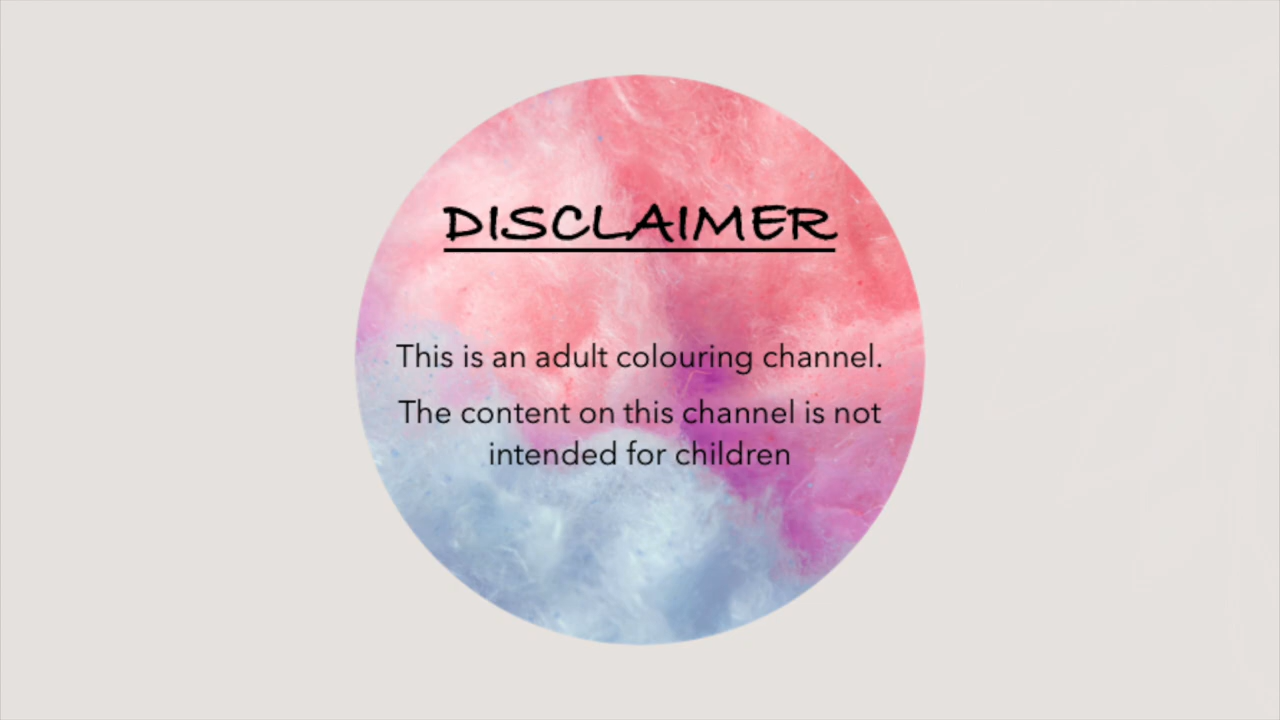 DISCLAIMER
This is an adult colouring channel.
The content on this channel is not
intended for children